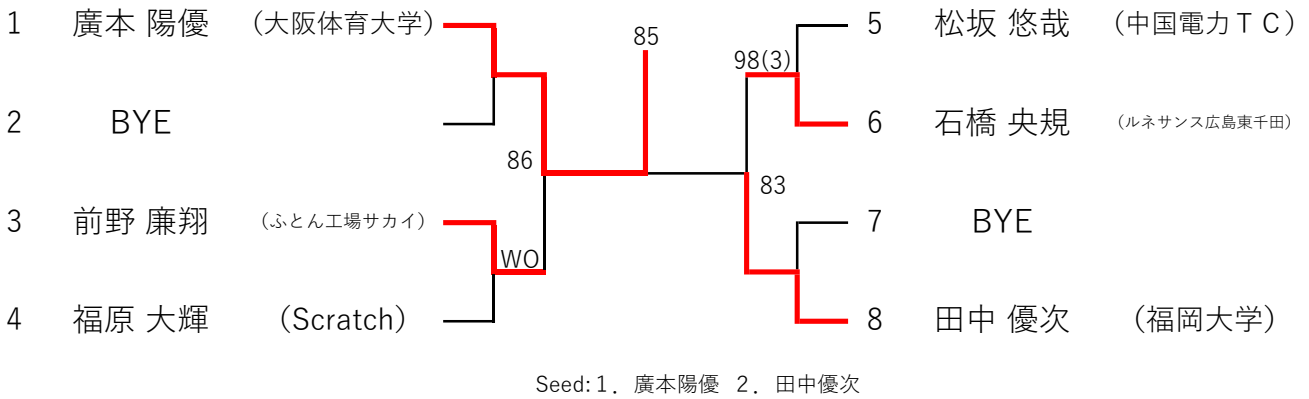 1 廣本 陽優 （大阪体育大学）
2 BYE
3 前野 廉翔 （ふとん工場サカイ）
4 福原 大輝 （Scratch）
86
WO
85
98(3)
83
5 松坂 悠哉 （中国電力ＴＣ）
6 石橋 央規 （ルネサンス広島東千田）
7 BYE
8 田中 優次 （福岡大学）
Seed:１．廣本陽優 ２．田中優次